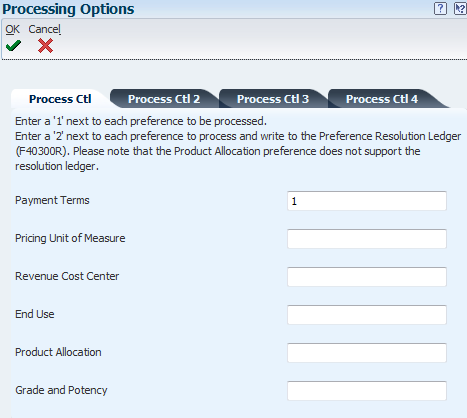 Processing Options
OK Cancel
Process Ctl Process Ctl 2 Process Ctl 3 Process Ctl 4
Enter a '1' next to each preference to be processed.
Enter a '2' next to each preference to process and write to the Preference Resolution Ledger
(F40300R). Please note that the Product Allocation preference does not support the
resolution ledger.
Payment Terms 1
Pricing Unit of Measure
Revenue Cost Center
End Use
Product Allocation
Grade and Potency